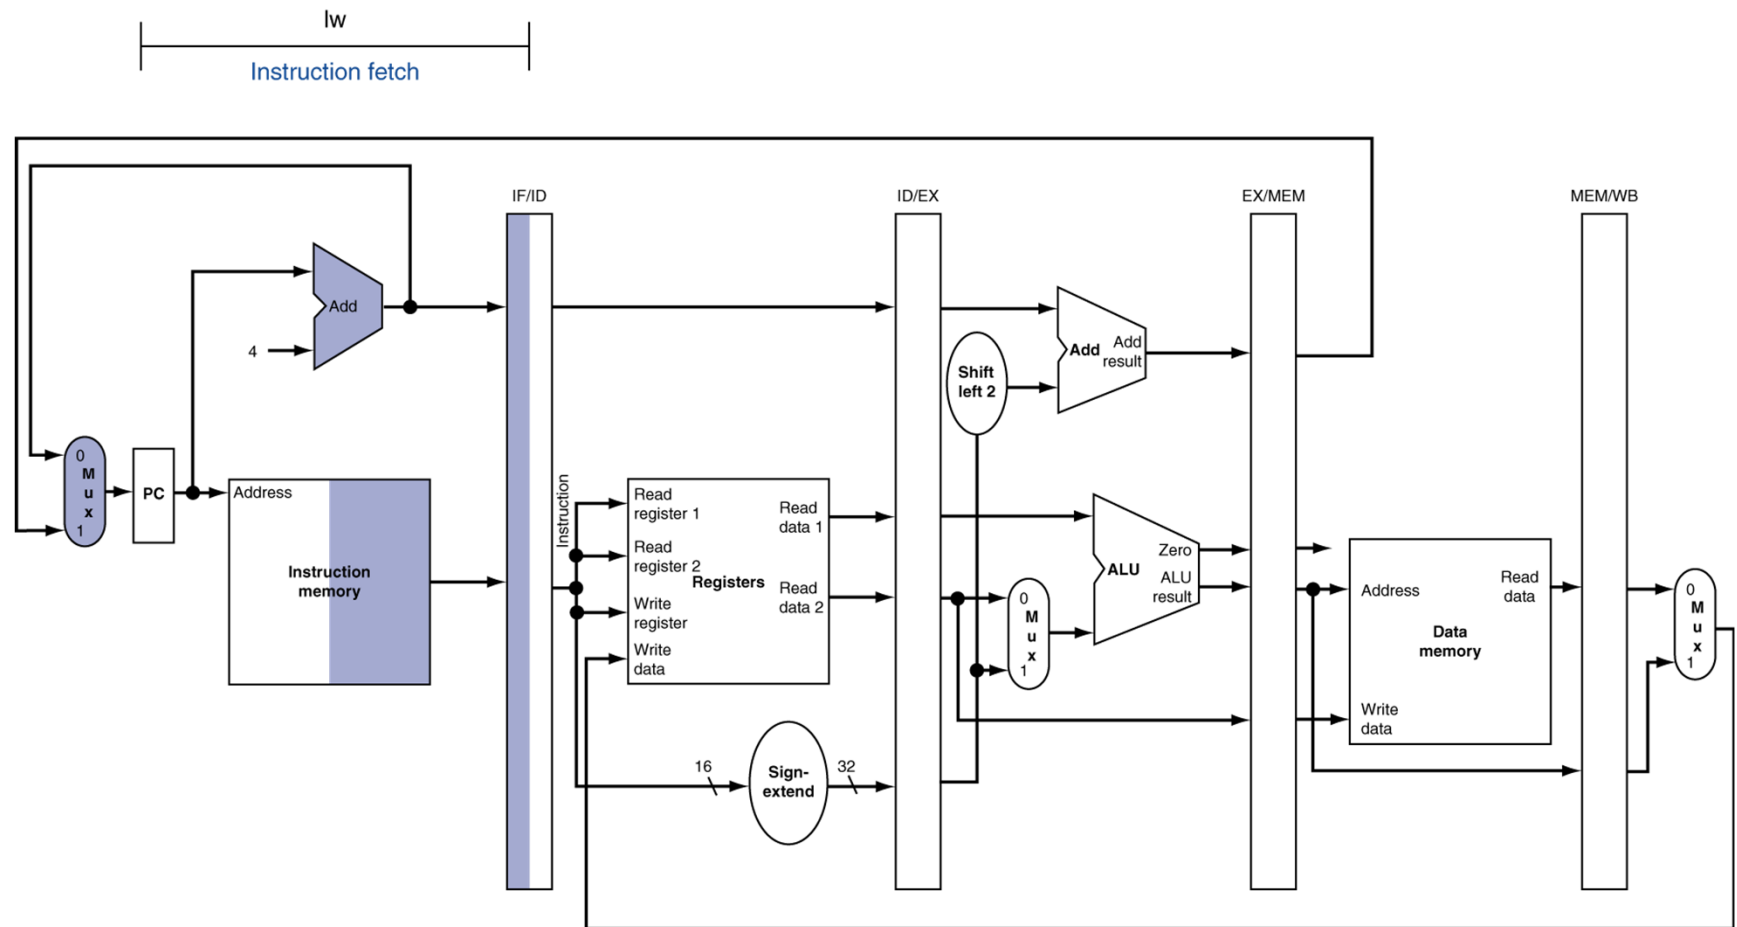 lw
Instruction fetch
IF/ID
ID/EX
EX/MEM
MEM/WB
Add
4
Shift
left 2
Add
Add
result
0
M
u
x
1
PC
Address
Instruction
memory
Instruction
Read
register 1
Read
register 2
Write
register
Write
data
Registers
Read
data 1
Read
data 2
16
Sign-
extend
32
0
M
u
x
1
ALU
Zero
ALU
result
Address
Read
data
Data
memory
Write
data
0
M
u
x
1